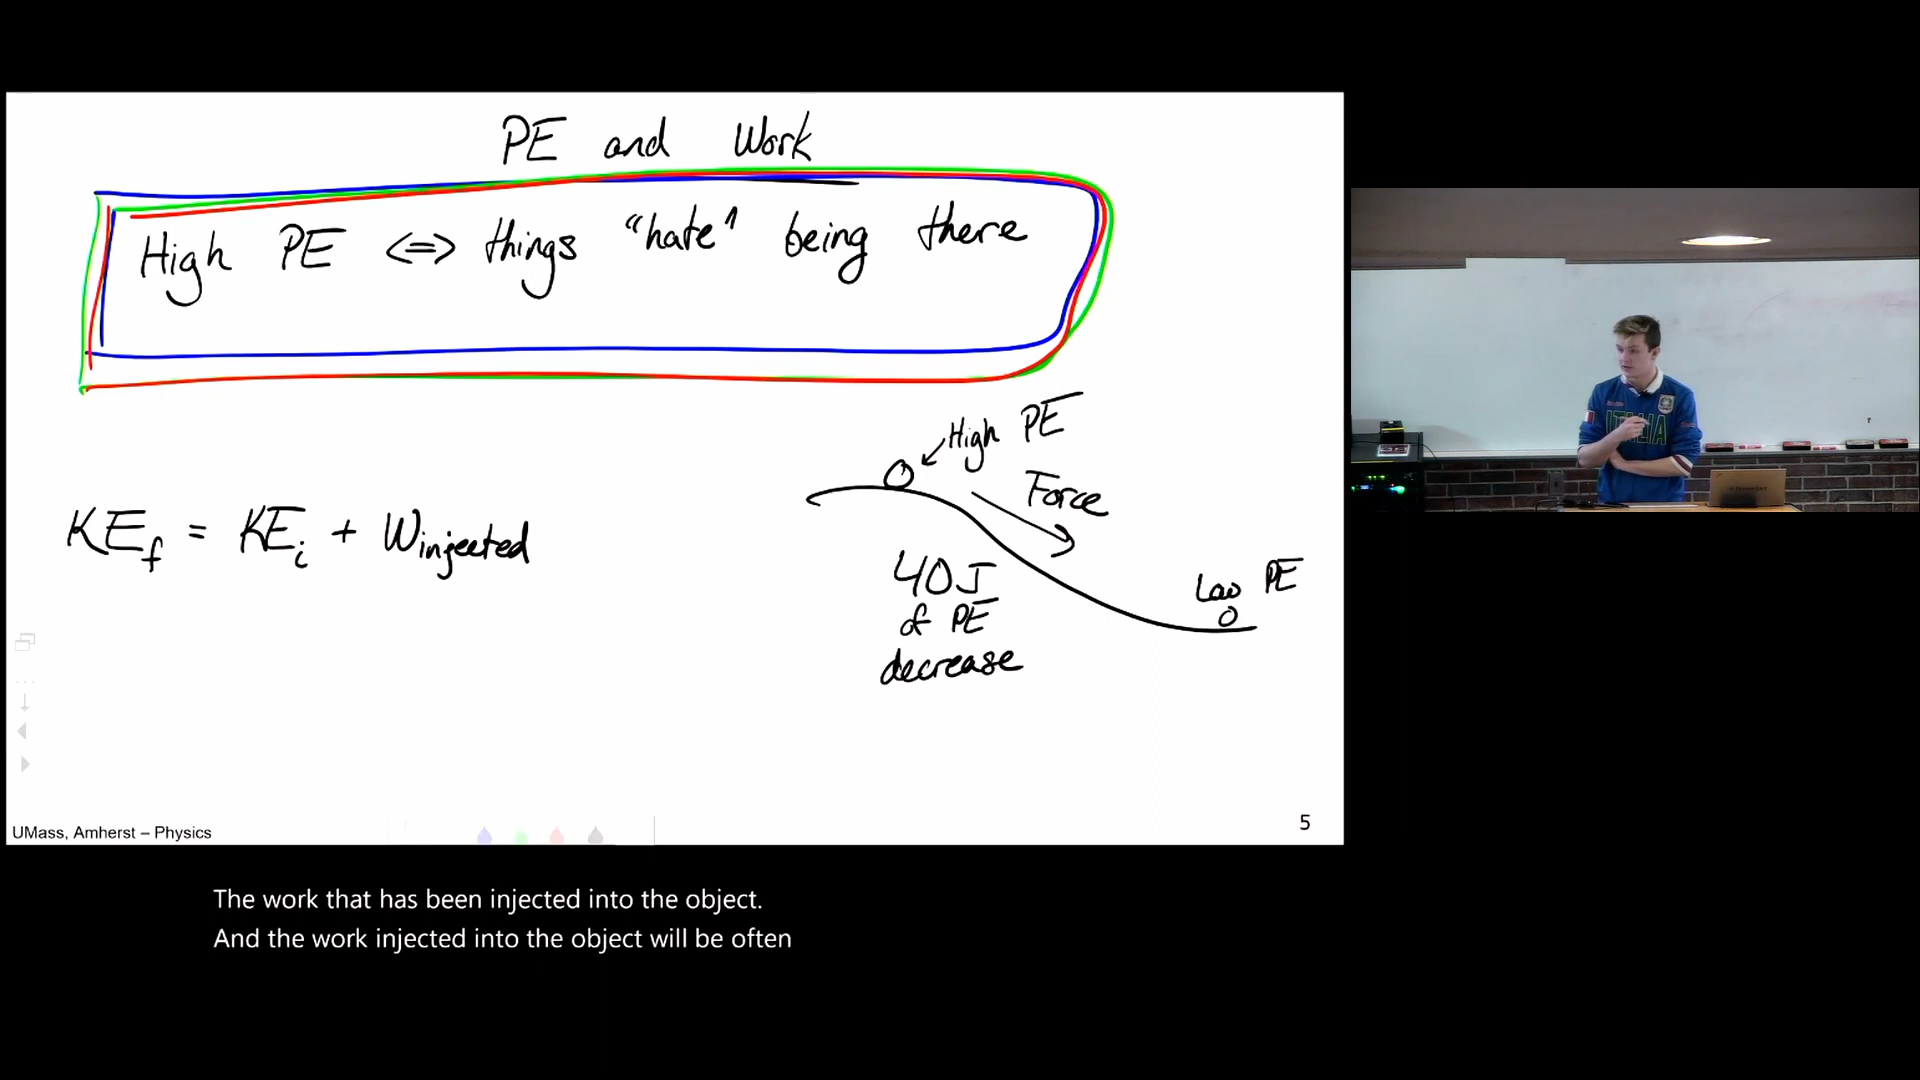 PE and Work
High PE <=> things "hate" being there
High PE
Force
KEf = KEi + Winjected
40J
of PE
decrease
Low PE
UMass, Amherst – Physics
5
ITALIA
The work that has been injected into the object.
And the work injected into the object will be often